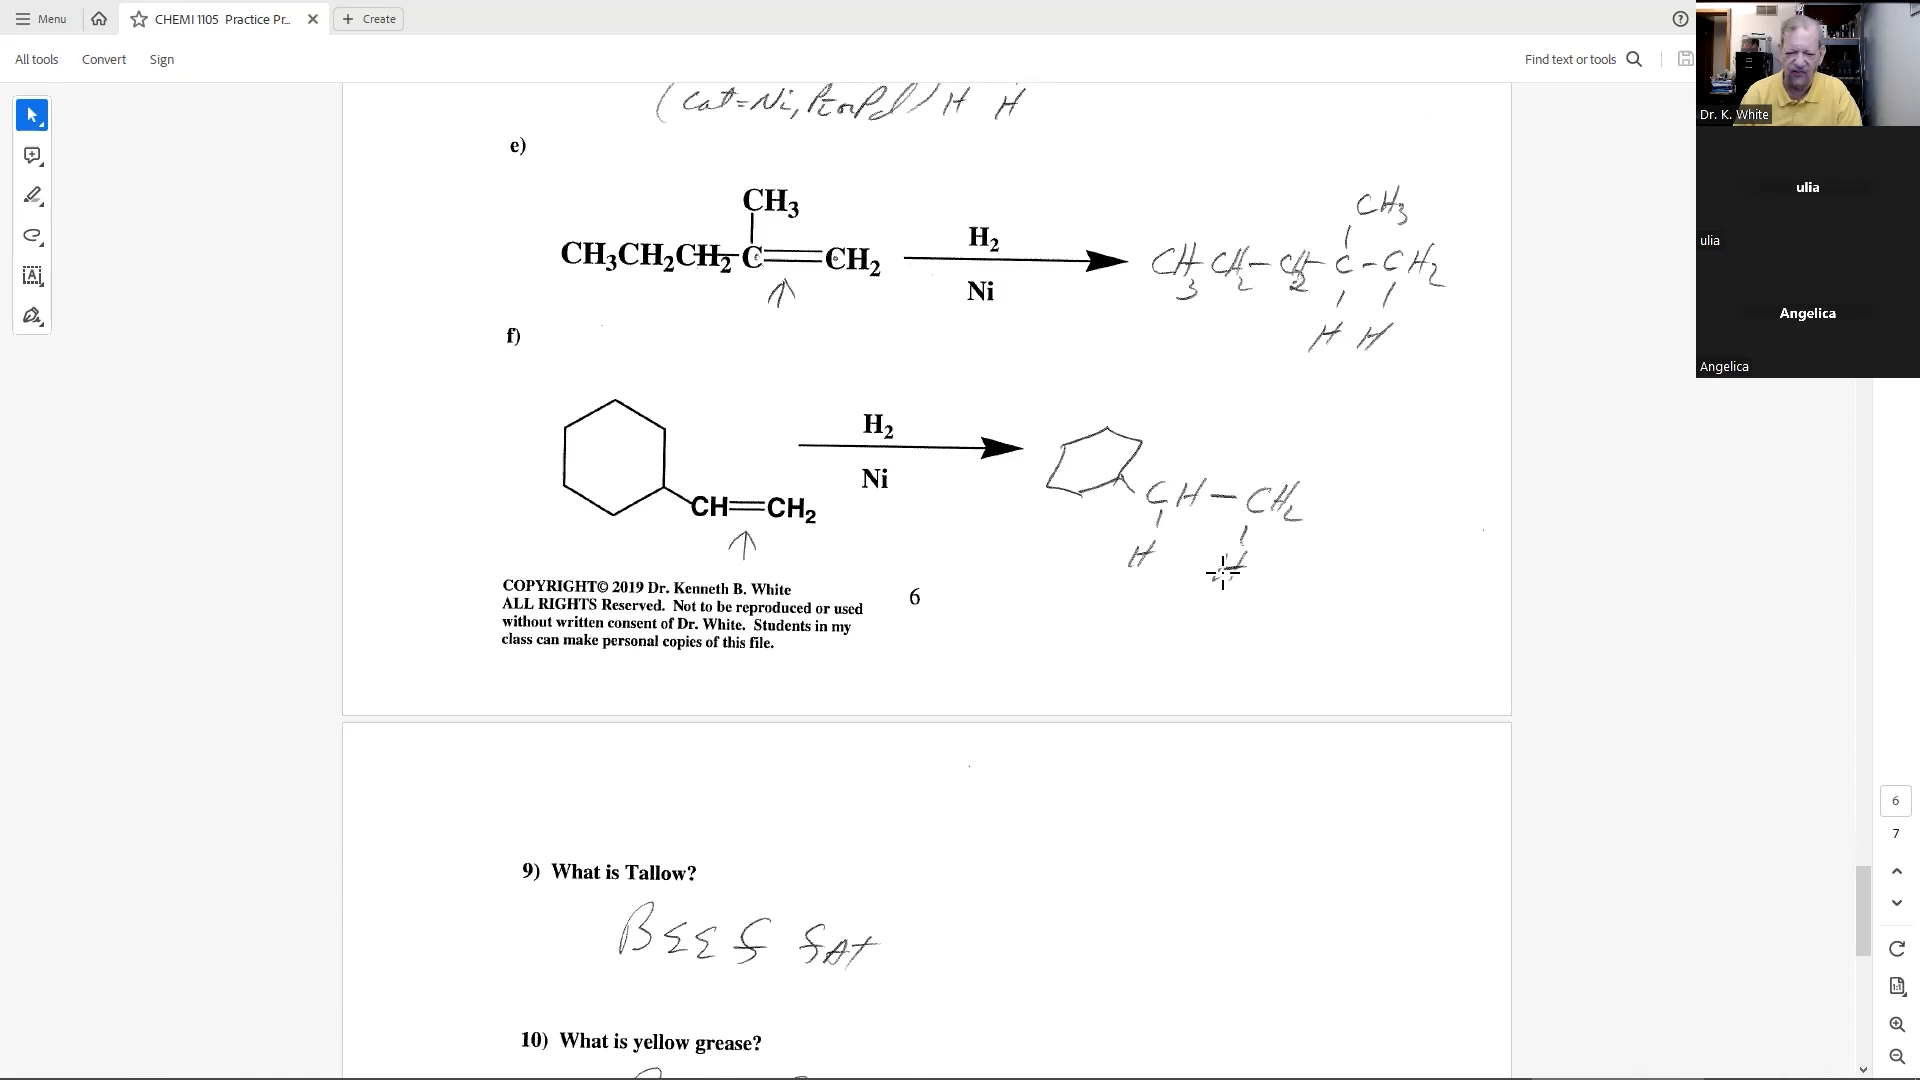 Menu
CHEMI 1105 Practice Pr...
Create
All tools
Convert
Sign
Find text or tools
Dr. K. White
ulia
ulia
Angelica
Angelica
(Cat=Ni, Pt or Pd) H H
e)
CH3
CH3CH2CH2-C=CH2
H2
Ni
CH3
CH3CH2-CH2-C-CH2
H H
f)
CH=CH2
H2
Ni
CH-CH2
H H
COPYRIGHT© 2019 Dr. Kenneth B. White
ALL RIGHTS Reserved. Not to be reproduced or used
without written consent of Dr. White. Students in my
class can make personal copies of this file.
6
9) What is Tallow?
BEEF FAT
10) What is yellow grease?
6
7